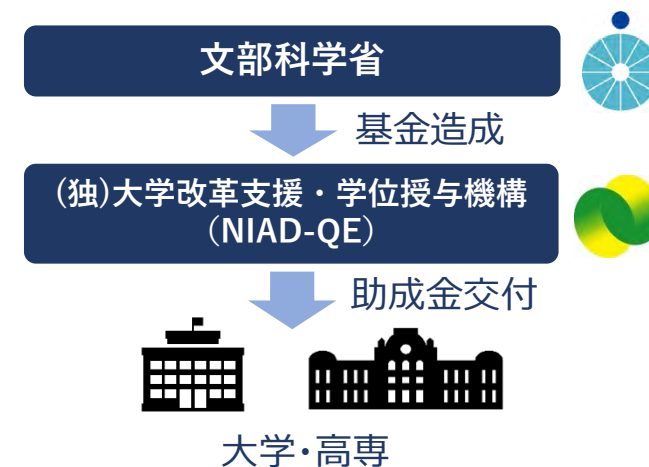 文部科学省
基金造成
(独)大学改革支援・学位授与機構
（NIAD-QE）
助成金交付
大学・高専